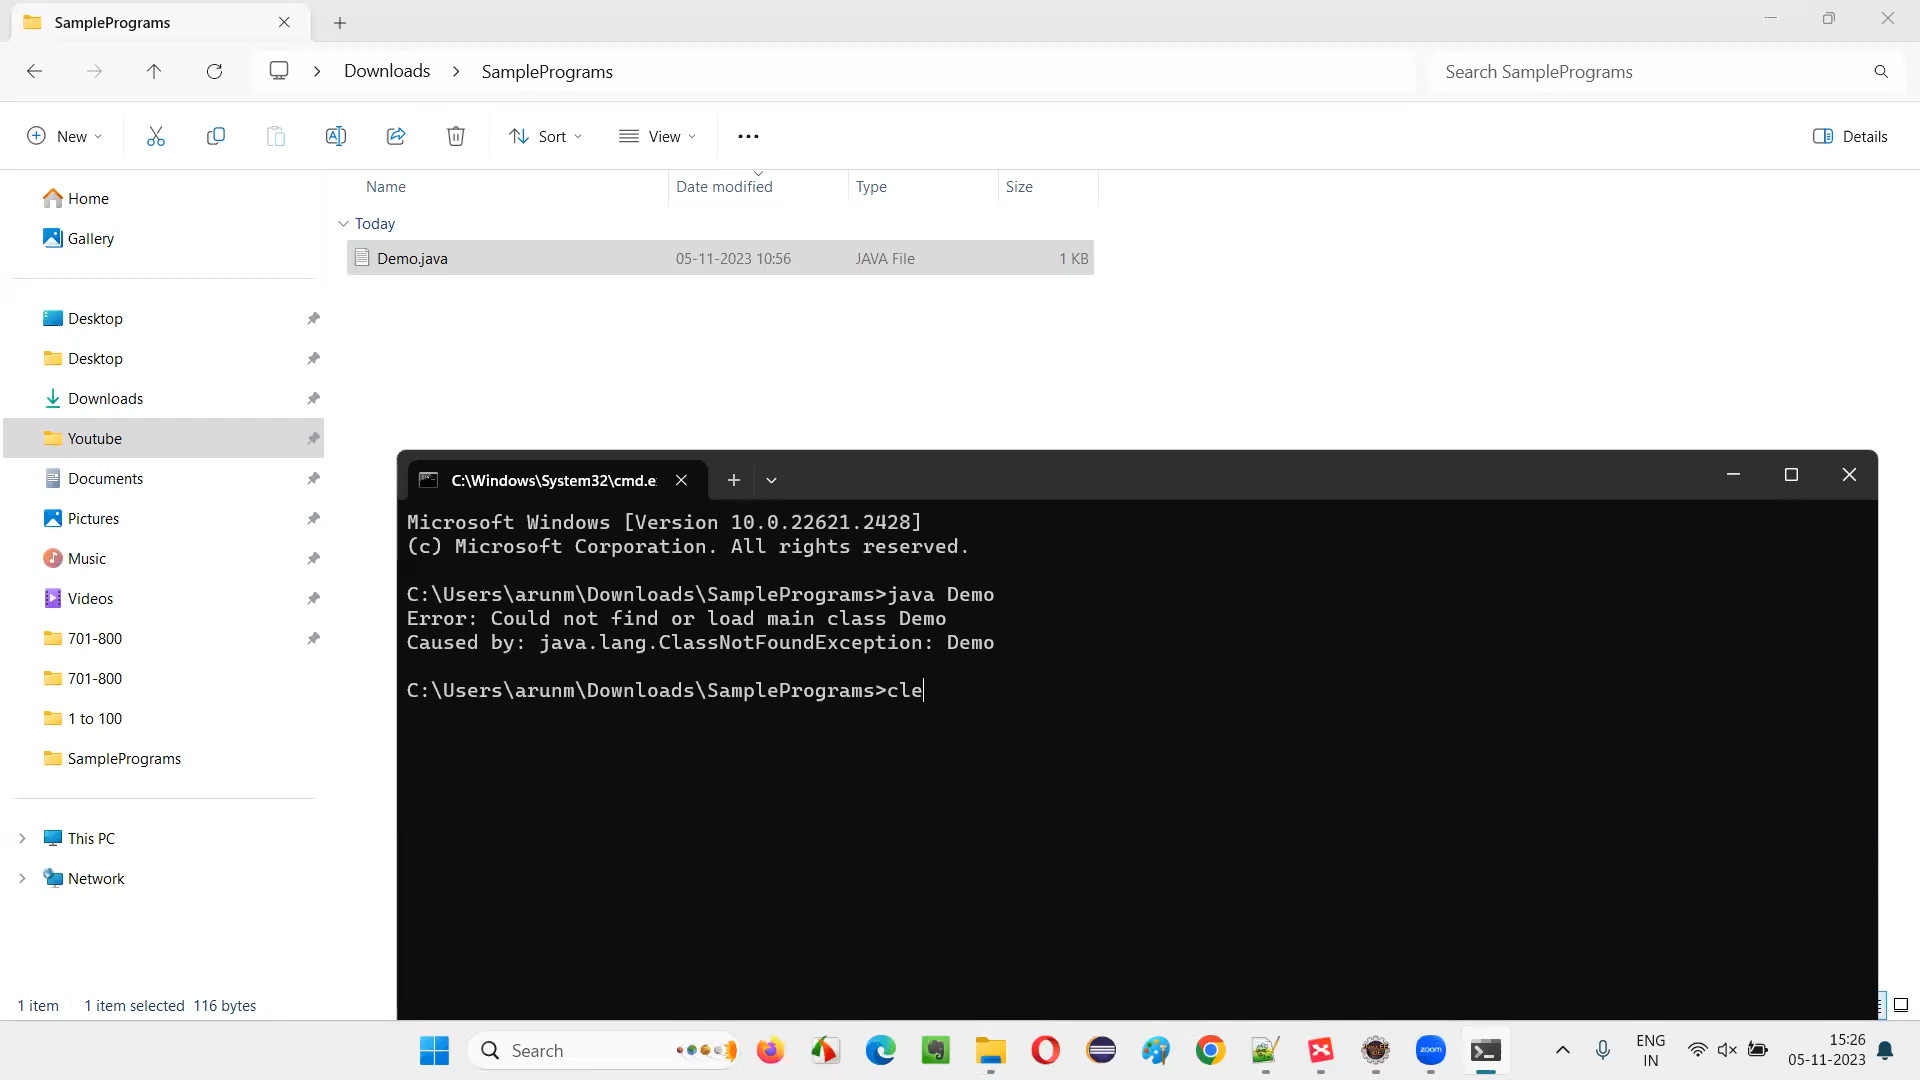 SamplePrograms
Downloads
SamplePrograms
Search SamplePrograms
New
Sort
View
Details
Name
Date modified
Type
Size
Today
Demo.java
05-11-2023 10:56
JAVA File
1 KB
Home
Gallery
Desktop
Desktop
Downloads
Youtube
Documents
Pictures
Music
Videos
701-800
701-800
1 to 100
SamplePrograms
This PC
Network
C:\Windows\System32\cmd.e
Microsoft Windows [Version 10.0.22621.2428]
(c) Microsoft Corporation. All rights reserved.
C:\Users\arunm\Downloads\SamplePrograms>java Demo
Error: Could not find or load main class Demo
Caused by: java.lang.ClassNotFoundException: Demo
C:\Users\arunm\Downloads\SamplePrograms>cle
1 item
1 item selected 116 bytes
Search
zoom
ENG
IN
15:26
05-11-2023